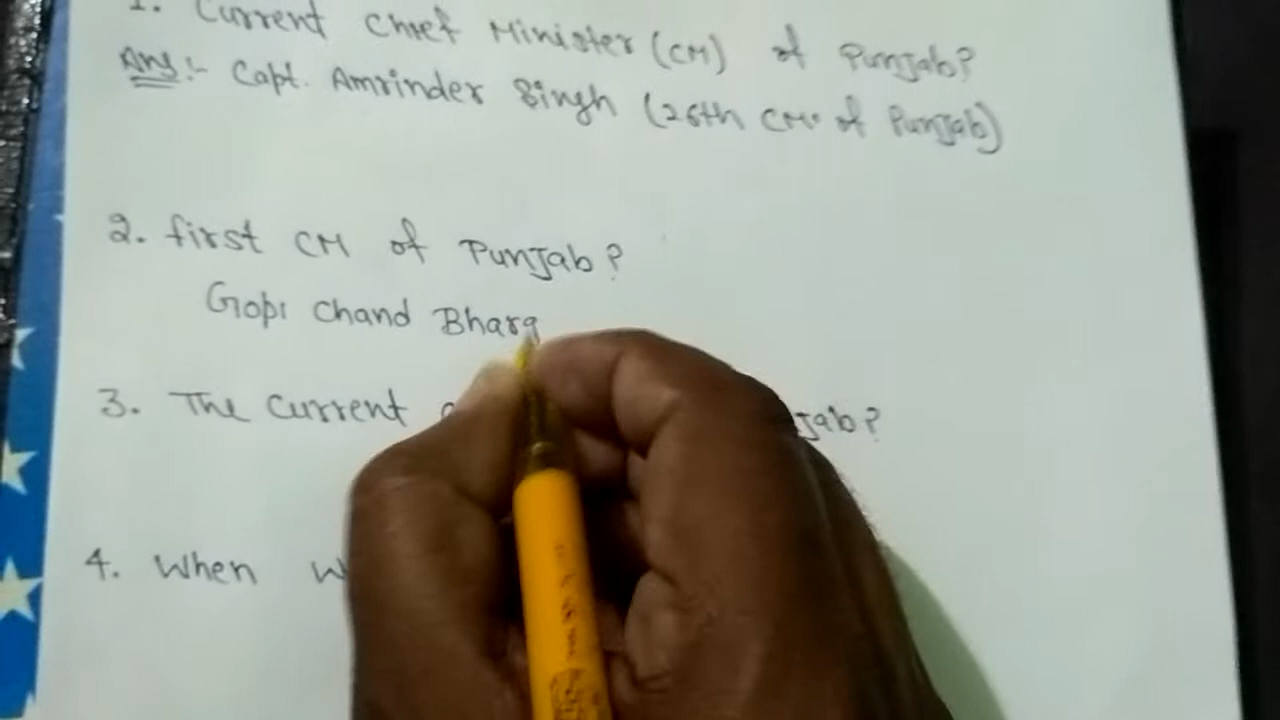 1. Current Chief Minister (CM) of Punjab?
Ans:- Capt. Amrinder Singh (26th CM of Punjab)
2. first CM of Punjab?
Gopi Chand Bharg
3. The Current jab?
4. When W